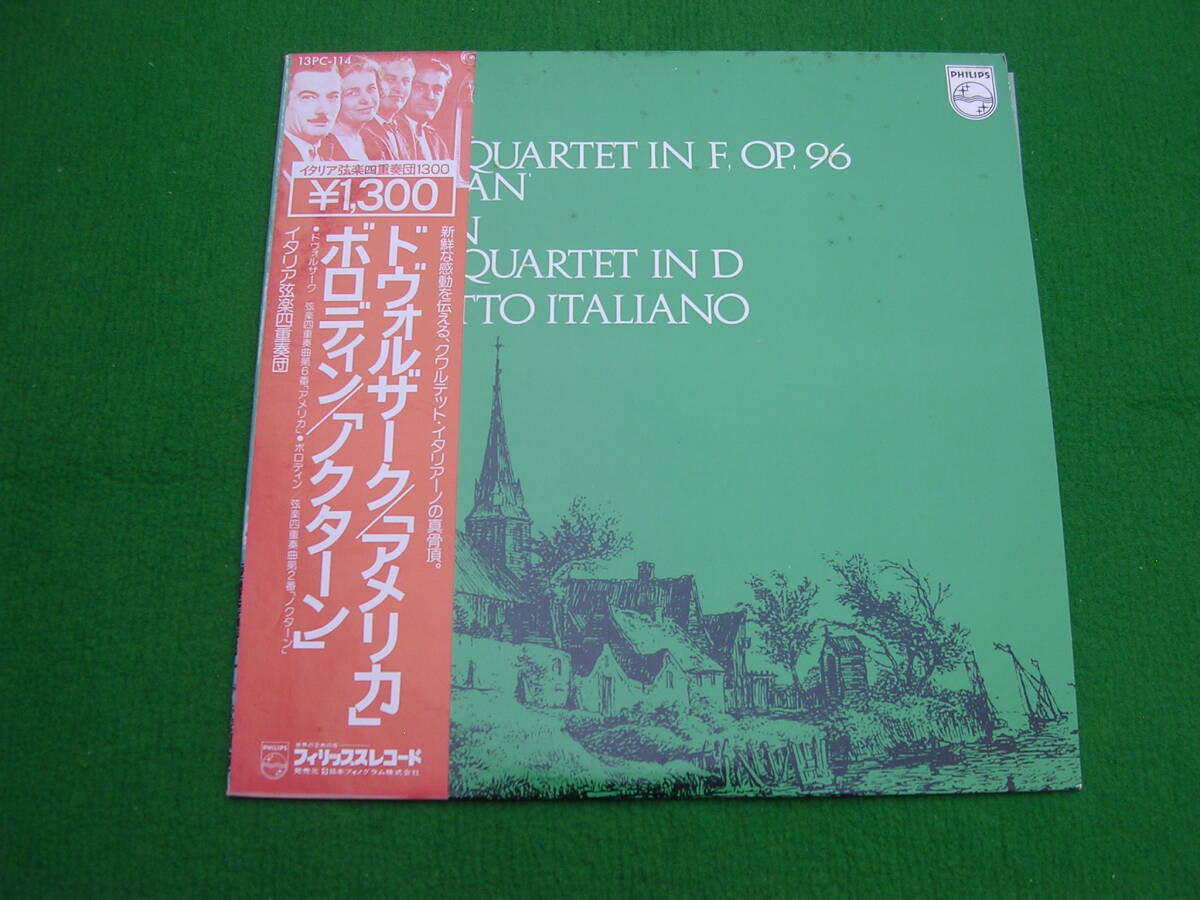 13PC-114
イタリア弦楽四重奏団1300
¥1,300
新鮮な感動を伝える、クワルテット・イタリアーノの真骨頂。
ドヴォルザーク/「アメリカ」
ボロディン/「ノクターン」
●ドヴォルザーク/弦楽四重奏曲第6番「アメリカ」●ボロディン/弦楽四重奏曲第2番「ノクターン」
イタリア弦楽四重奏団
PHILIPS
フィリップスレコード
発売元 日本フォノグラム株式会社
PHILIPS
QUARTET IN F, OP. 96
AN'
N
QUARTET IN D
TTO ITALIANO